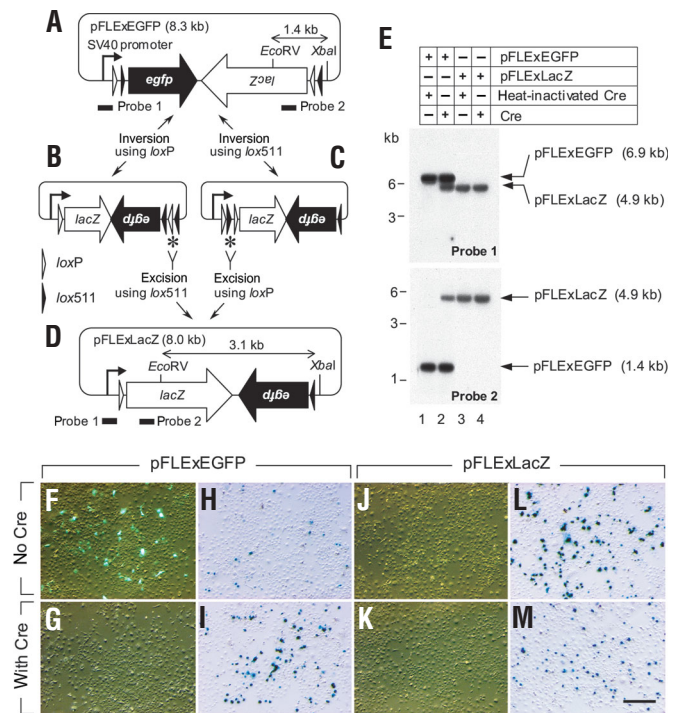 A
pFLExEGFP (8.3 kb)
SV40 promoter
1.4 kb
EcoRV
XbaI
egfp
lacZ
Probe 1
Probe 2
Inversion
using loxP
Inversion
using lox511
B
C
lacZ
egfp
lacZ
egfp
*
*
loxP
lox511
Excision
using lox511
Excision
using loxP
D
pFLExLacZ (8.0 kb)
3.1 kb
EcoRV
XbaI
lacZ
egfp
Probe 1
Probe 2
E
+ + − − pFLExEGFP
− − + + pFLExLacZ
+ − + − Heat-inactivated Cre
− + − + Cre
kb
6
3
pFLExEGFP (6.9 kb)
pFLExLacZ (4.9 kb)
Probe 1
6
3
1
pFLExLacZ (4.9 kb)
pFLExEGFP (1.4 kb)
Probe 2
1 2 3 4
pFLExEGFP
pFLExLacZ
No Cre
F H J L
With Cre
G I K M